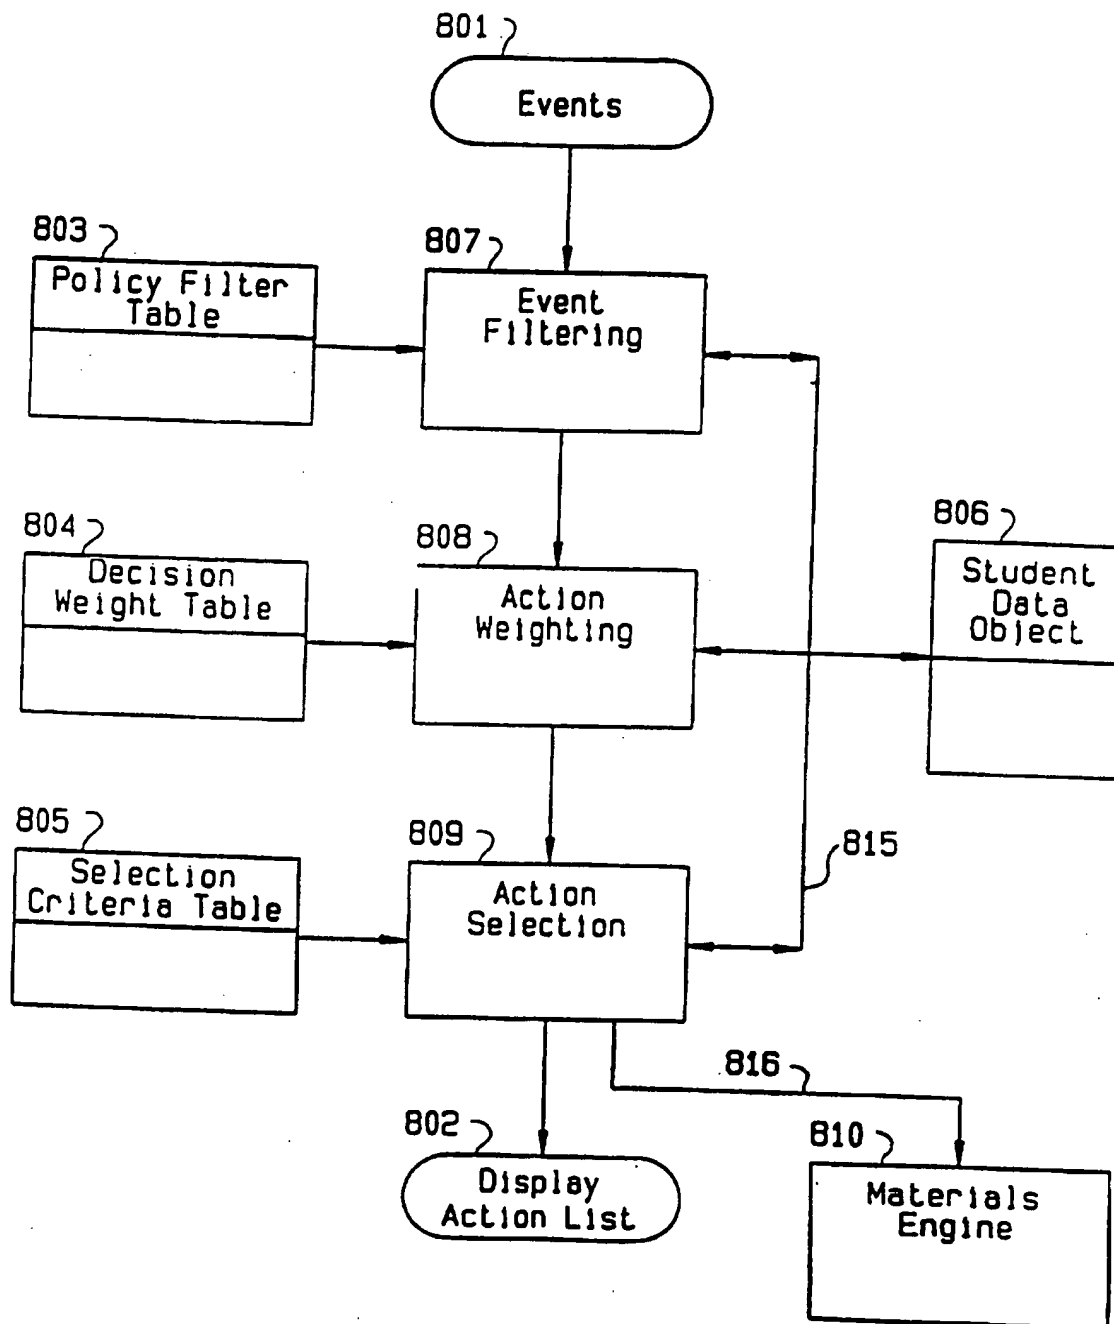 801
Events
803
Policy Filter
Table
807
Event
Filtering
804
Decision
Weight Table
808
Action
Weighting
806
Student
Data
Object
805
Selection
Criteria Table
809
Action
Selection
815
816
802
Display
Action List
810
Materials
Engine